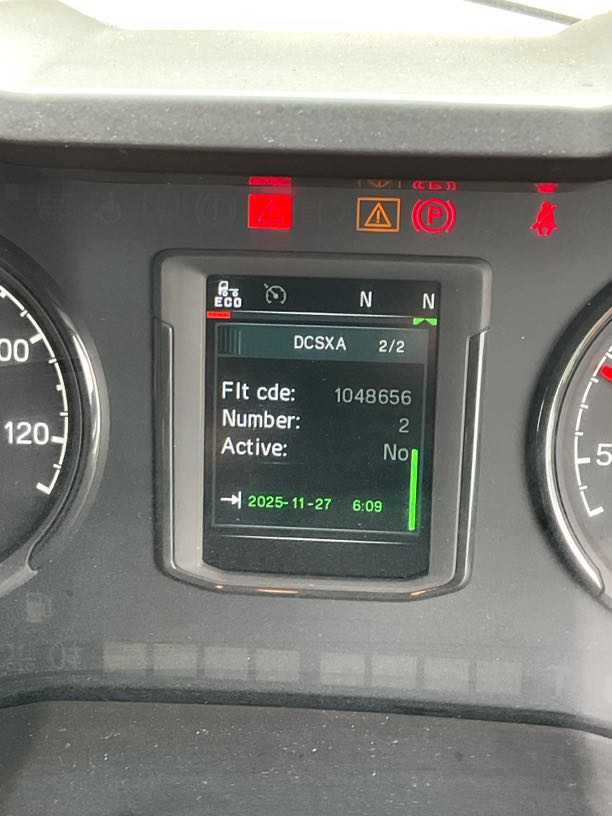 P
ECO N N
DCSXA 2/2
Flt cde: 1048656
Number: 2
Active: No
2025-11-27 6:09
00
120
5